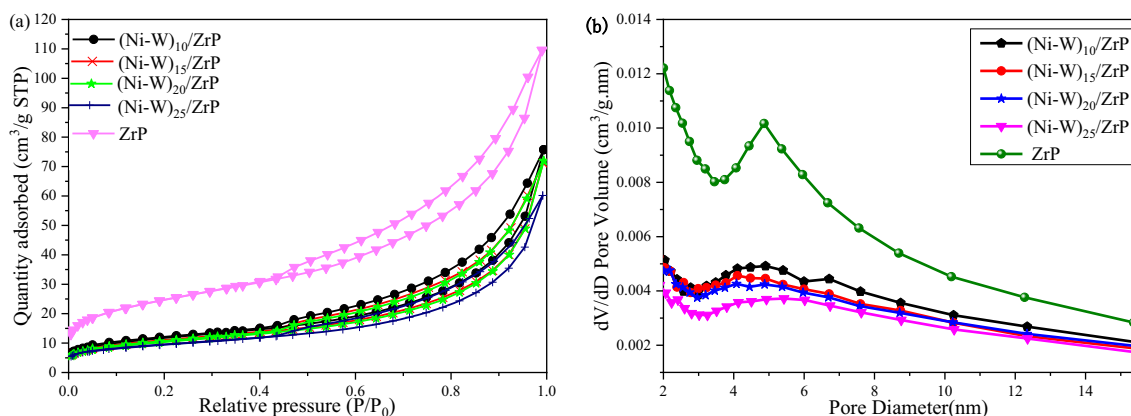 (a)
120
110
100
90
80
70
60
50
40
30
20
10
0
Quantity adsorbed (cm³/g STP)
(Ni-W)₁₀/ZrP
(Ni-W)₁₅/ZrP
(Ni-W)₂₀/ZrP
(Ni-W)₂₅/ZrP
ZrP
0.0 0.2 0.4 0.6 0.8 1.0
Relative pressure (P/P₀)
(b)
0.014
0.012
0.010
0.008
0.006
0.004
0.002
dV/dD Pore Volume (cm³/g.nm)
(Ni-W)₁₀/ZrP
(Ni-W)₁₅/ZrP
(Ni-W)₂₀/ZrP
(Ni-W)₂₅/ZrP
ZrP
2 4 6 8 10 12 14
Pore Diameter(nm)